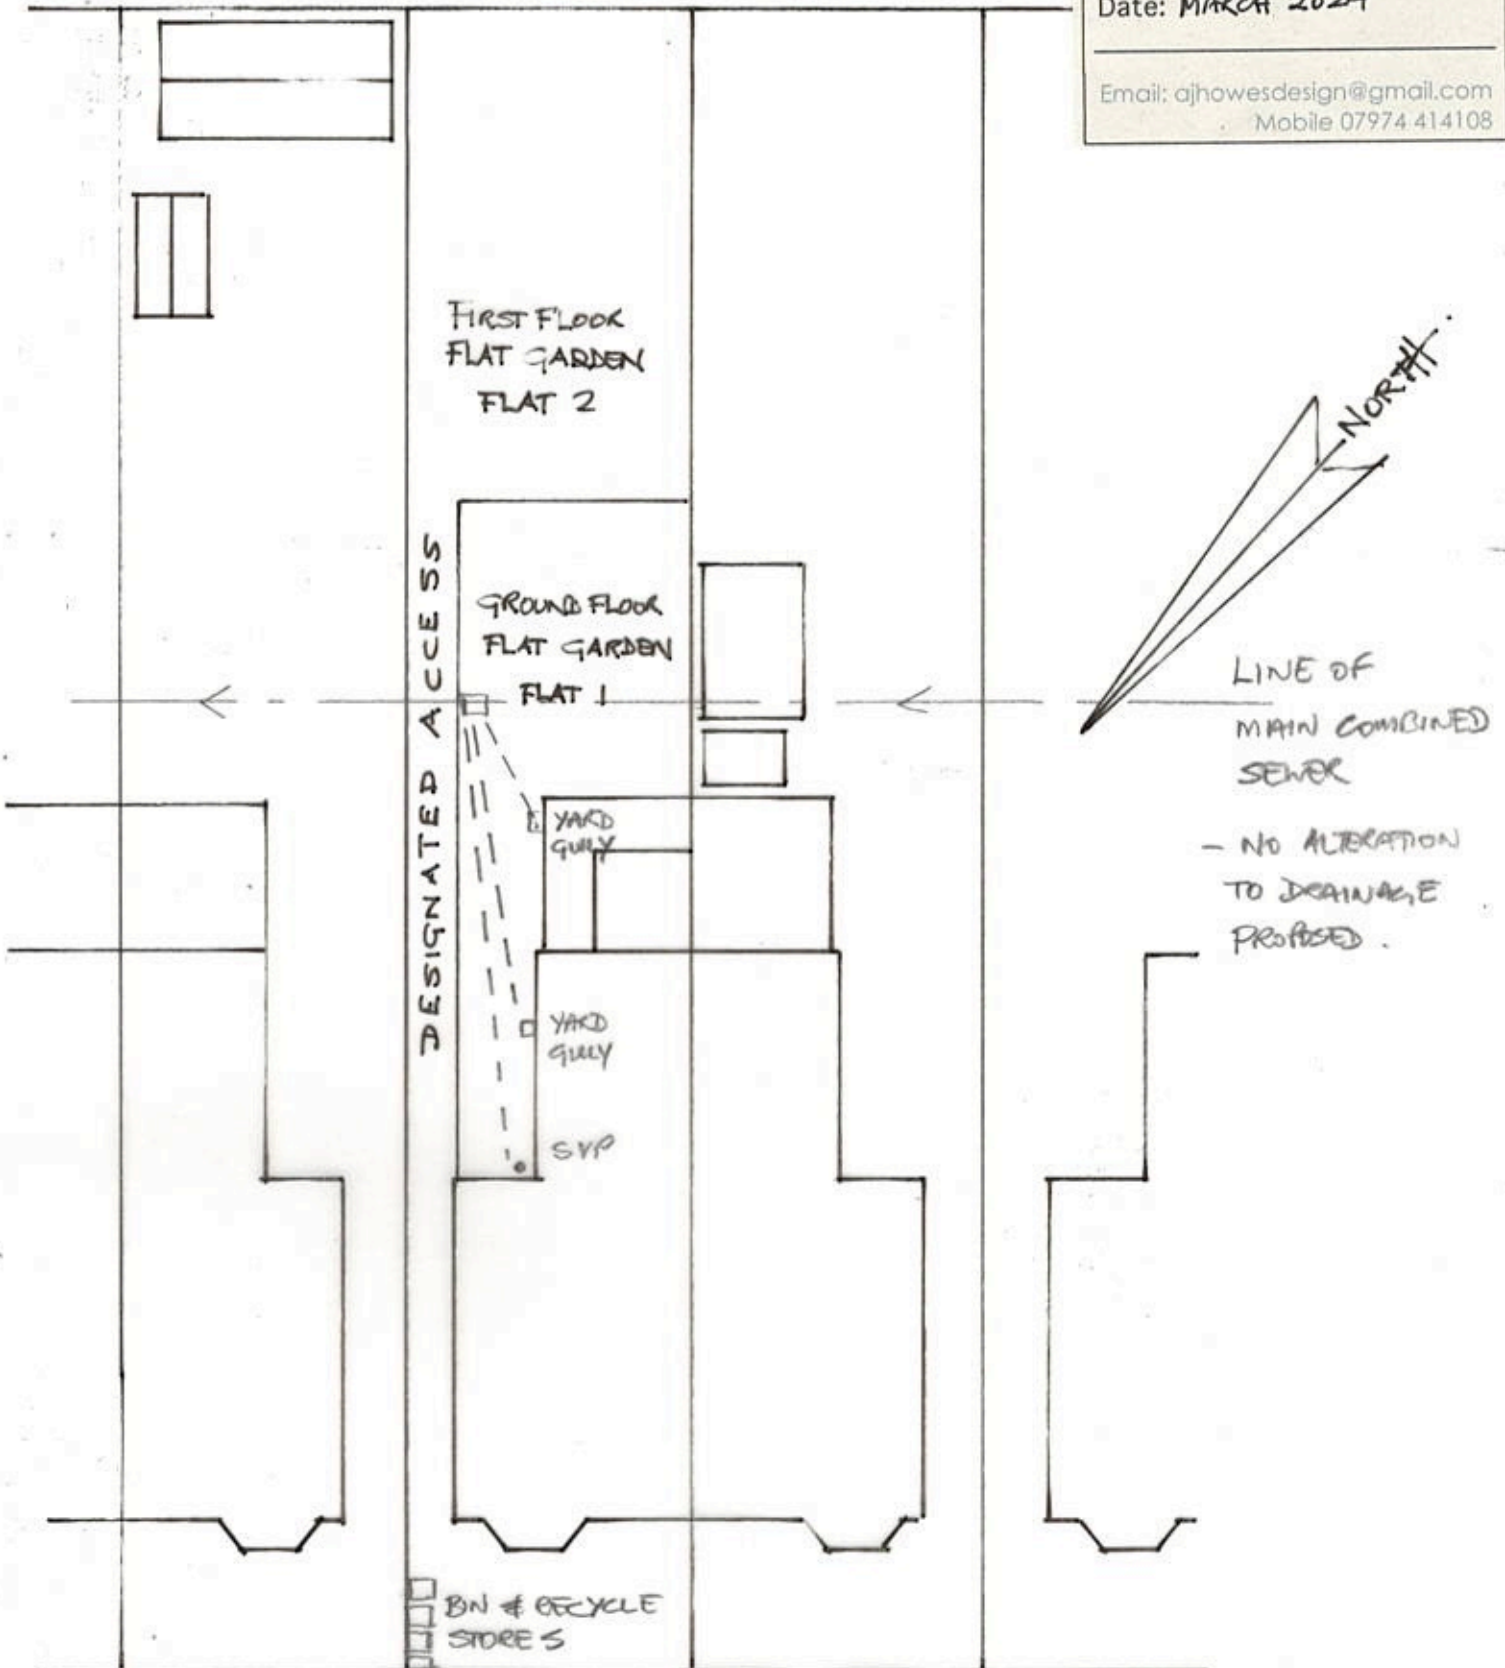 Date: MARCH 2024
Email: ajhowesdesign@gmail.com
Mobile 07974 414108
FIRST FLOOR
FLAT GARDEN
FLAT 2
NORTH
DESIGNATED ACCESS
GROUND FLOOR
FLAT GARDEN
FLAT 1
LINE OF
MAIN COMBINED
SEWER
- NO ALTERATION
TO DRAINAGE
PROPOSED.
YARD
GULLY
YARD
GULLY
SVP
BIN & RECYCLE
STORES